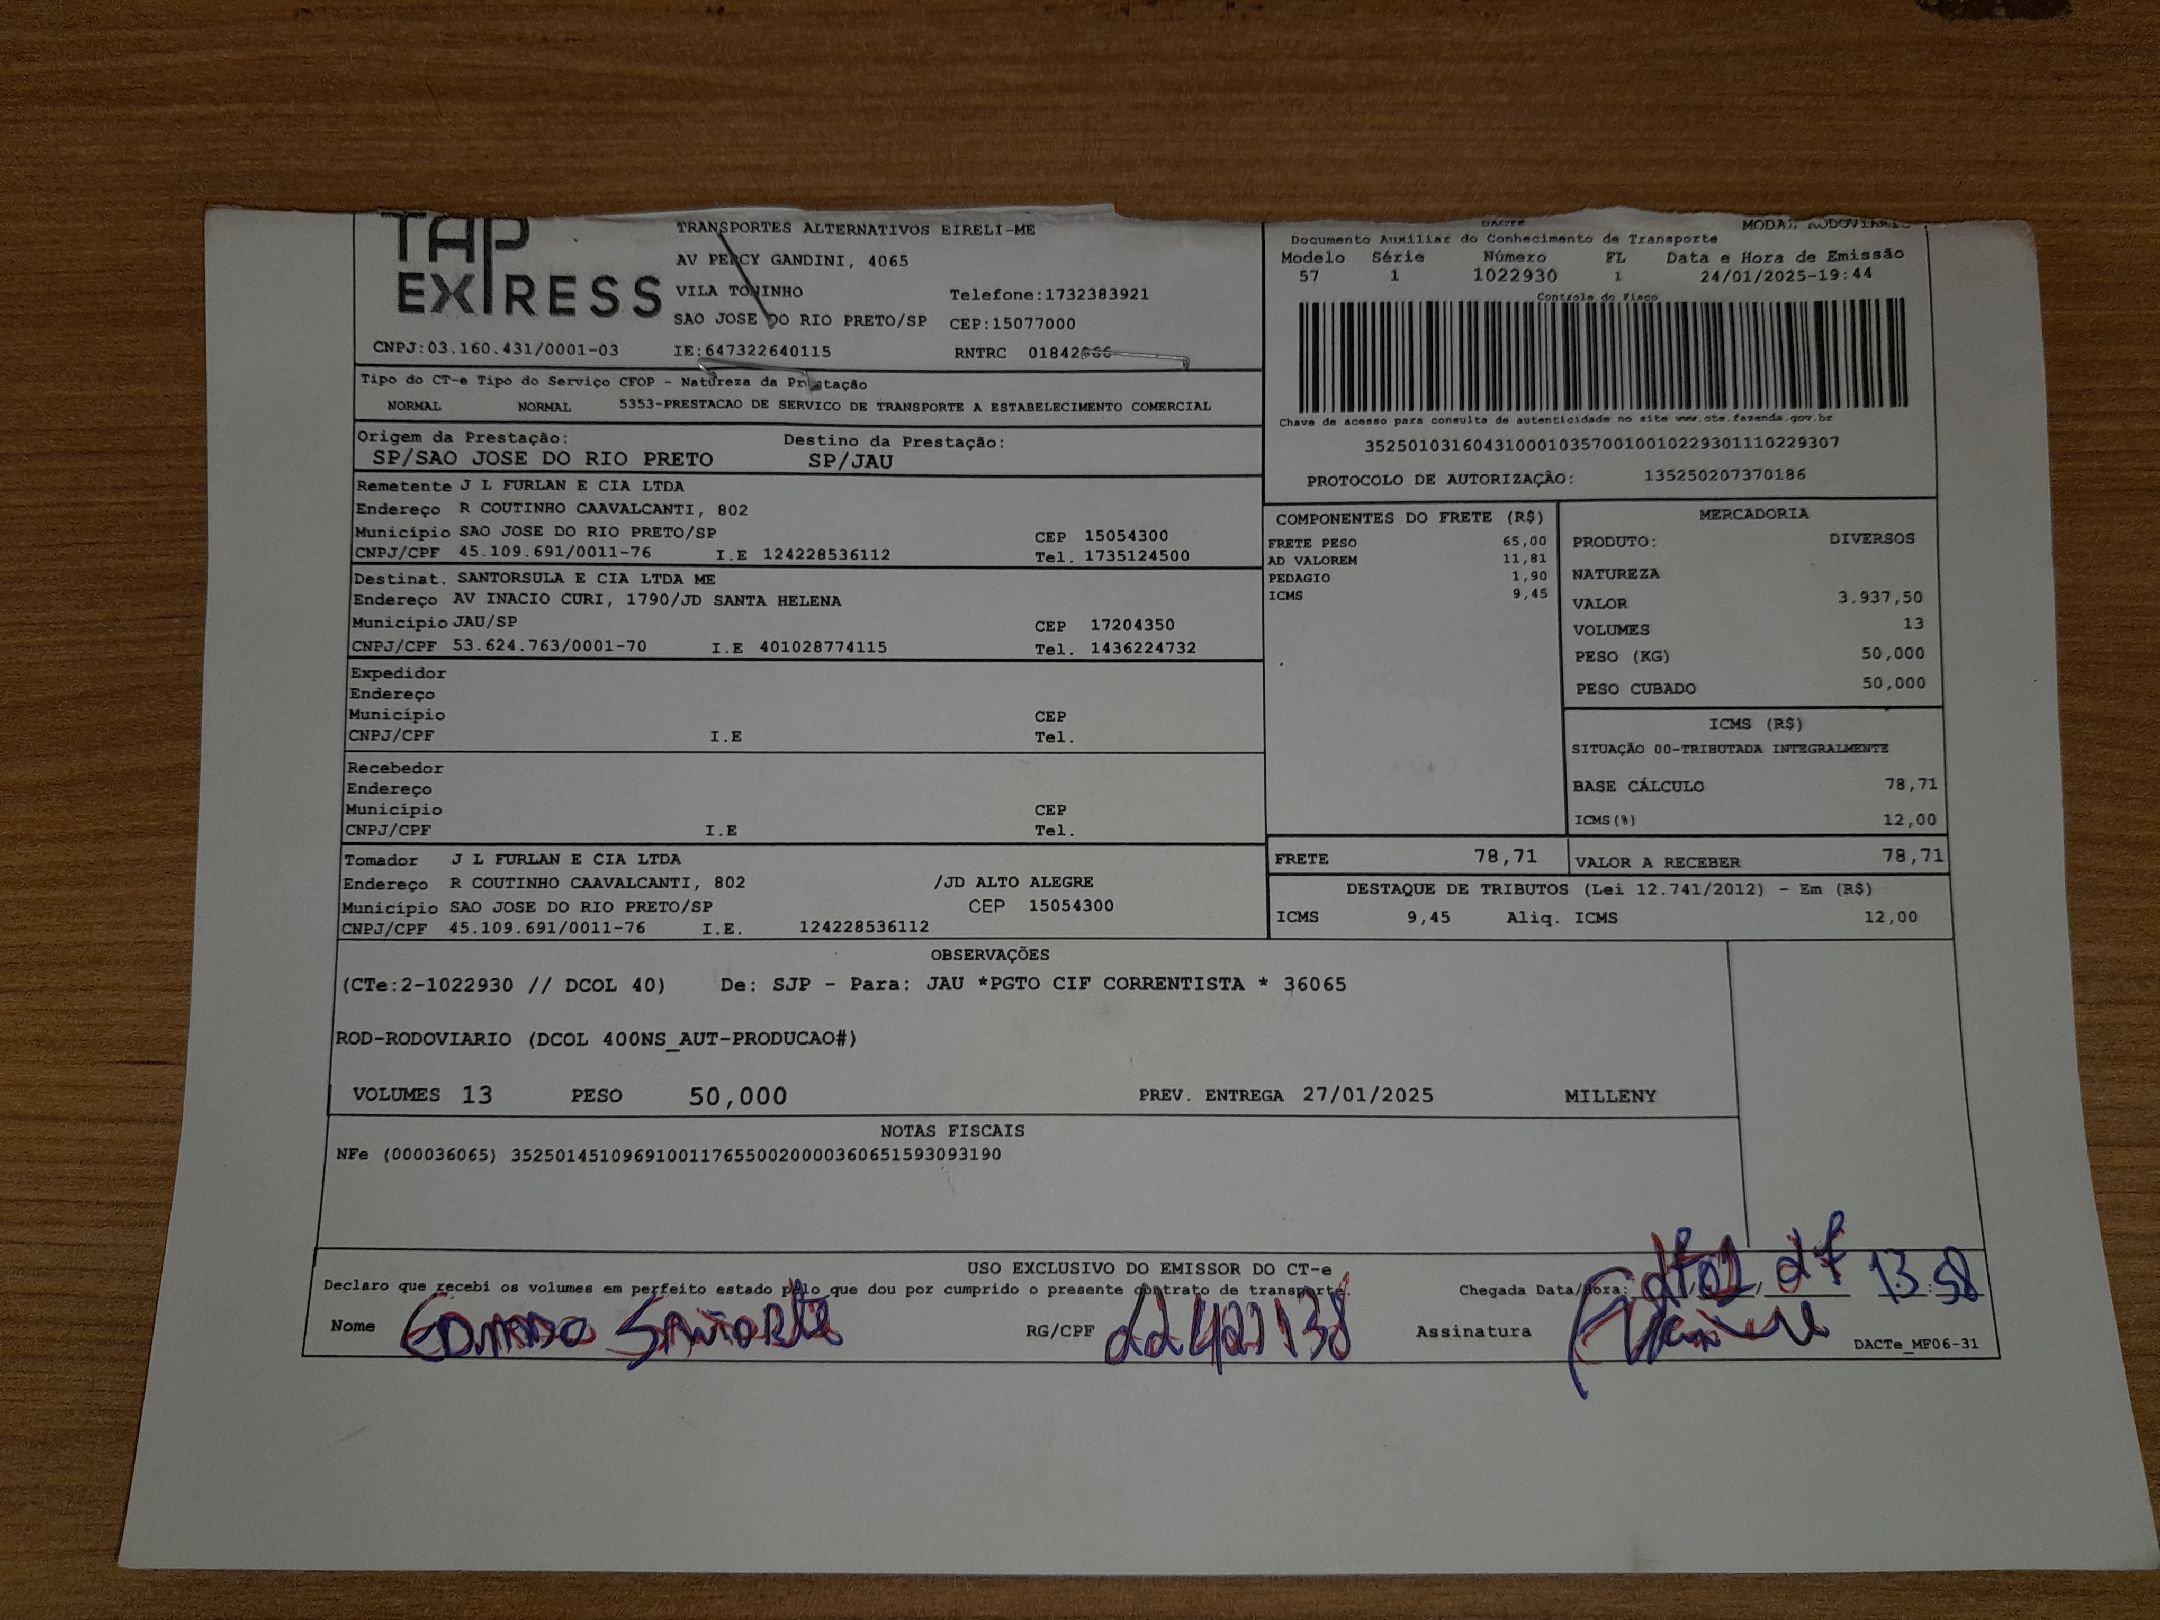 TAP EXPRESS
TRANSPORTES ALTERNATIVOS EIRELI-ME
AV PERCY GANDINI, 4065
VILA TONINHO Telefone:1732383921
SAO JOSE DO RIO PRETO/SP CEP:15077000
CNPJ:03.160.431/0001-03 IE:647322640115 RNTRC 01842
DACTE MODAL RODOVIARIO
Documento Auxiliar do Conhecimento de Transporte
Modelo Série Número FL Data e Hora de Emissão
57 1 1022930 1 24/01/2025-19:44
Controle do Fisco
Chave de acesso para consulta de autenticidade no site www.cte.fazenda.gov.br
35250103160431000103570010010229301110229307
PROTOCOLO DE AUTORIZAÇÃO: 135250207370186
Tipo do CT-e Tipo do Serviço CFOP - Natureza da Prestação
NORMAL NORMAL 5353-PRESTACAO DE SERVICO DE TRANSPORTE A ESTABELECIMENTO COMERCIAL
Origem da Prestação: Destino da Prestação:
SP/SAO JOSE DO RIO PRETO SP/JAU
Remetente J L FURLAN E CIA LTDA
Endereço R COUTINHO CAAVALCANTI, 802
Município SAO JOSE DO RIO PRETO/SP CEP 15054300
CNPJ/CPF 45.109.691/0011-76 I.E 124228536112 Tel. 1735124500
Destinat. SANTORSULA E CIA LTDA ME
Endereço AV INACIO CURI, 1790/JD SANTA HELENA
Município JAU/SP CEP 17204350
CNPJ/CPF 53.624.763/0001-70 I.E 401028774115 Tel. 1436224732
Expedidor
Endereço
Município CEP
CNPJ/CPF I.E Tel.
Recebedor
Endereço
Município CEP
CNPJ/CPF I.E Tel.
Tomador J L FURLAN E CIA LTDA
Endereço R COUTINHO CAAVALCANTI, 802 /JD ALTO ALEGRE
Município SAO JOSE DO RIO PRETO/SP CEP 15054300
CNPJ/CPF 45.109.691/0011-76 I.E. 124228536112
COMPONENTES DO FRETE (R$)
FRETE PESO 65,00
AD VALOREM 11,81
PEDAGIO 1,90
ICMS 9,45
MERCADORIA
PRODUTO: DIVERSOS
NATUREZA
VALOR 3.937,50
VOLUMES 13
PESO (KG) 50,000
PESO CUBADO 50,000
ICMS (R$)
SITUAÇÃO 00-TRIBUTADA INTEGRALMENTE
BASE CÁLCULO 78,71
ICMS(%) 12,00
FRETE 78,71 VALOR A RECEBER 78,71
DESTAQUE DE TRIBUTOS (Lei 12.741/2012) - Em (R$)
ICMS 9,45 Aliq. ICMS 12,00
OBSERVAÇÕES
(CTe:2-1022930 // DCOL 40) De: SJP - Para: JAU *PGTO CIF CORRENTISTA * 36065
ROD-RODOVIARIO (DCOL 400NS_AUT-PRODUCAO#)
VOLUMES 13 PESO 50,000 PREV. ENTREGA 27/01/2025 MILLENY
NOTAS FISCAIS
NFe (000036065) 35250145109691001176550020000360651593093190
USO EXCLUSIVO DO EMISSOR DO CT-e
Declaro que recebi os volumes em perfeito estado pelo que dou por cumprido o presente contrato de transporte. Chegada Data/Hora: 13:58
Nome RG/CPF Assinatura
DACTe_MF06-31